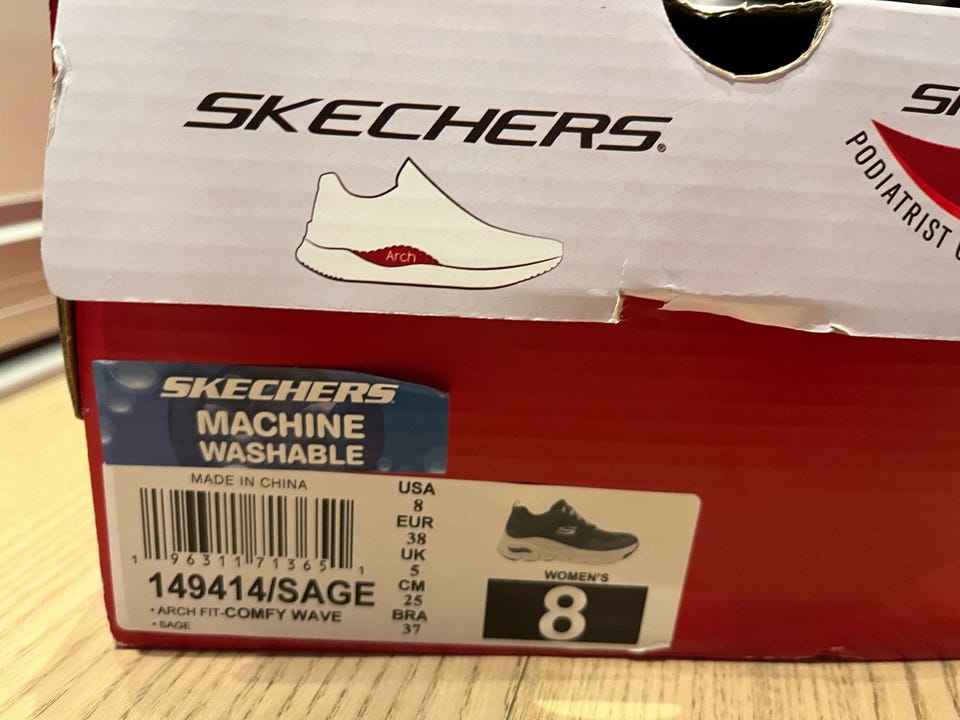 SKECHERS®
Arch
SK
PODIATRIST
SKECHERS
MACHINE
WASHABLE
MADE IN CHINA
1 96311 71365 1
149414/SAGE
• ARCH FIT-COMFY WAVE
• SAGE
USA
8
EUR
38
UK
5
CM
25
BRA
37
WOMEN'S
8